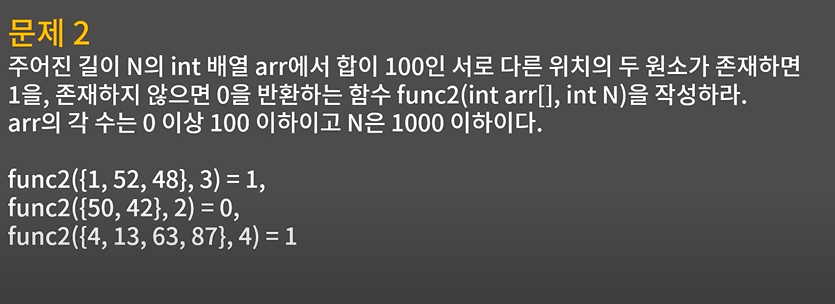 문제 2
주어진 길이 N의 int 배열 arr에서 합이 100인 서로 다른 위치의 두 원소가 존재하면
1을, 존재하지 않으면 0을 반환하는 함수 func2(int arr[], int N)을 작성하라.
arr의 각 수는 0 이상 100 이하이고 N은 1000 이하이다.
func2({1, 52, 48}, 3) = 1,
func2({50, 42}, 2) = 0,
func2({4, 13, 63, 87}, 4) = 1